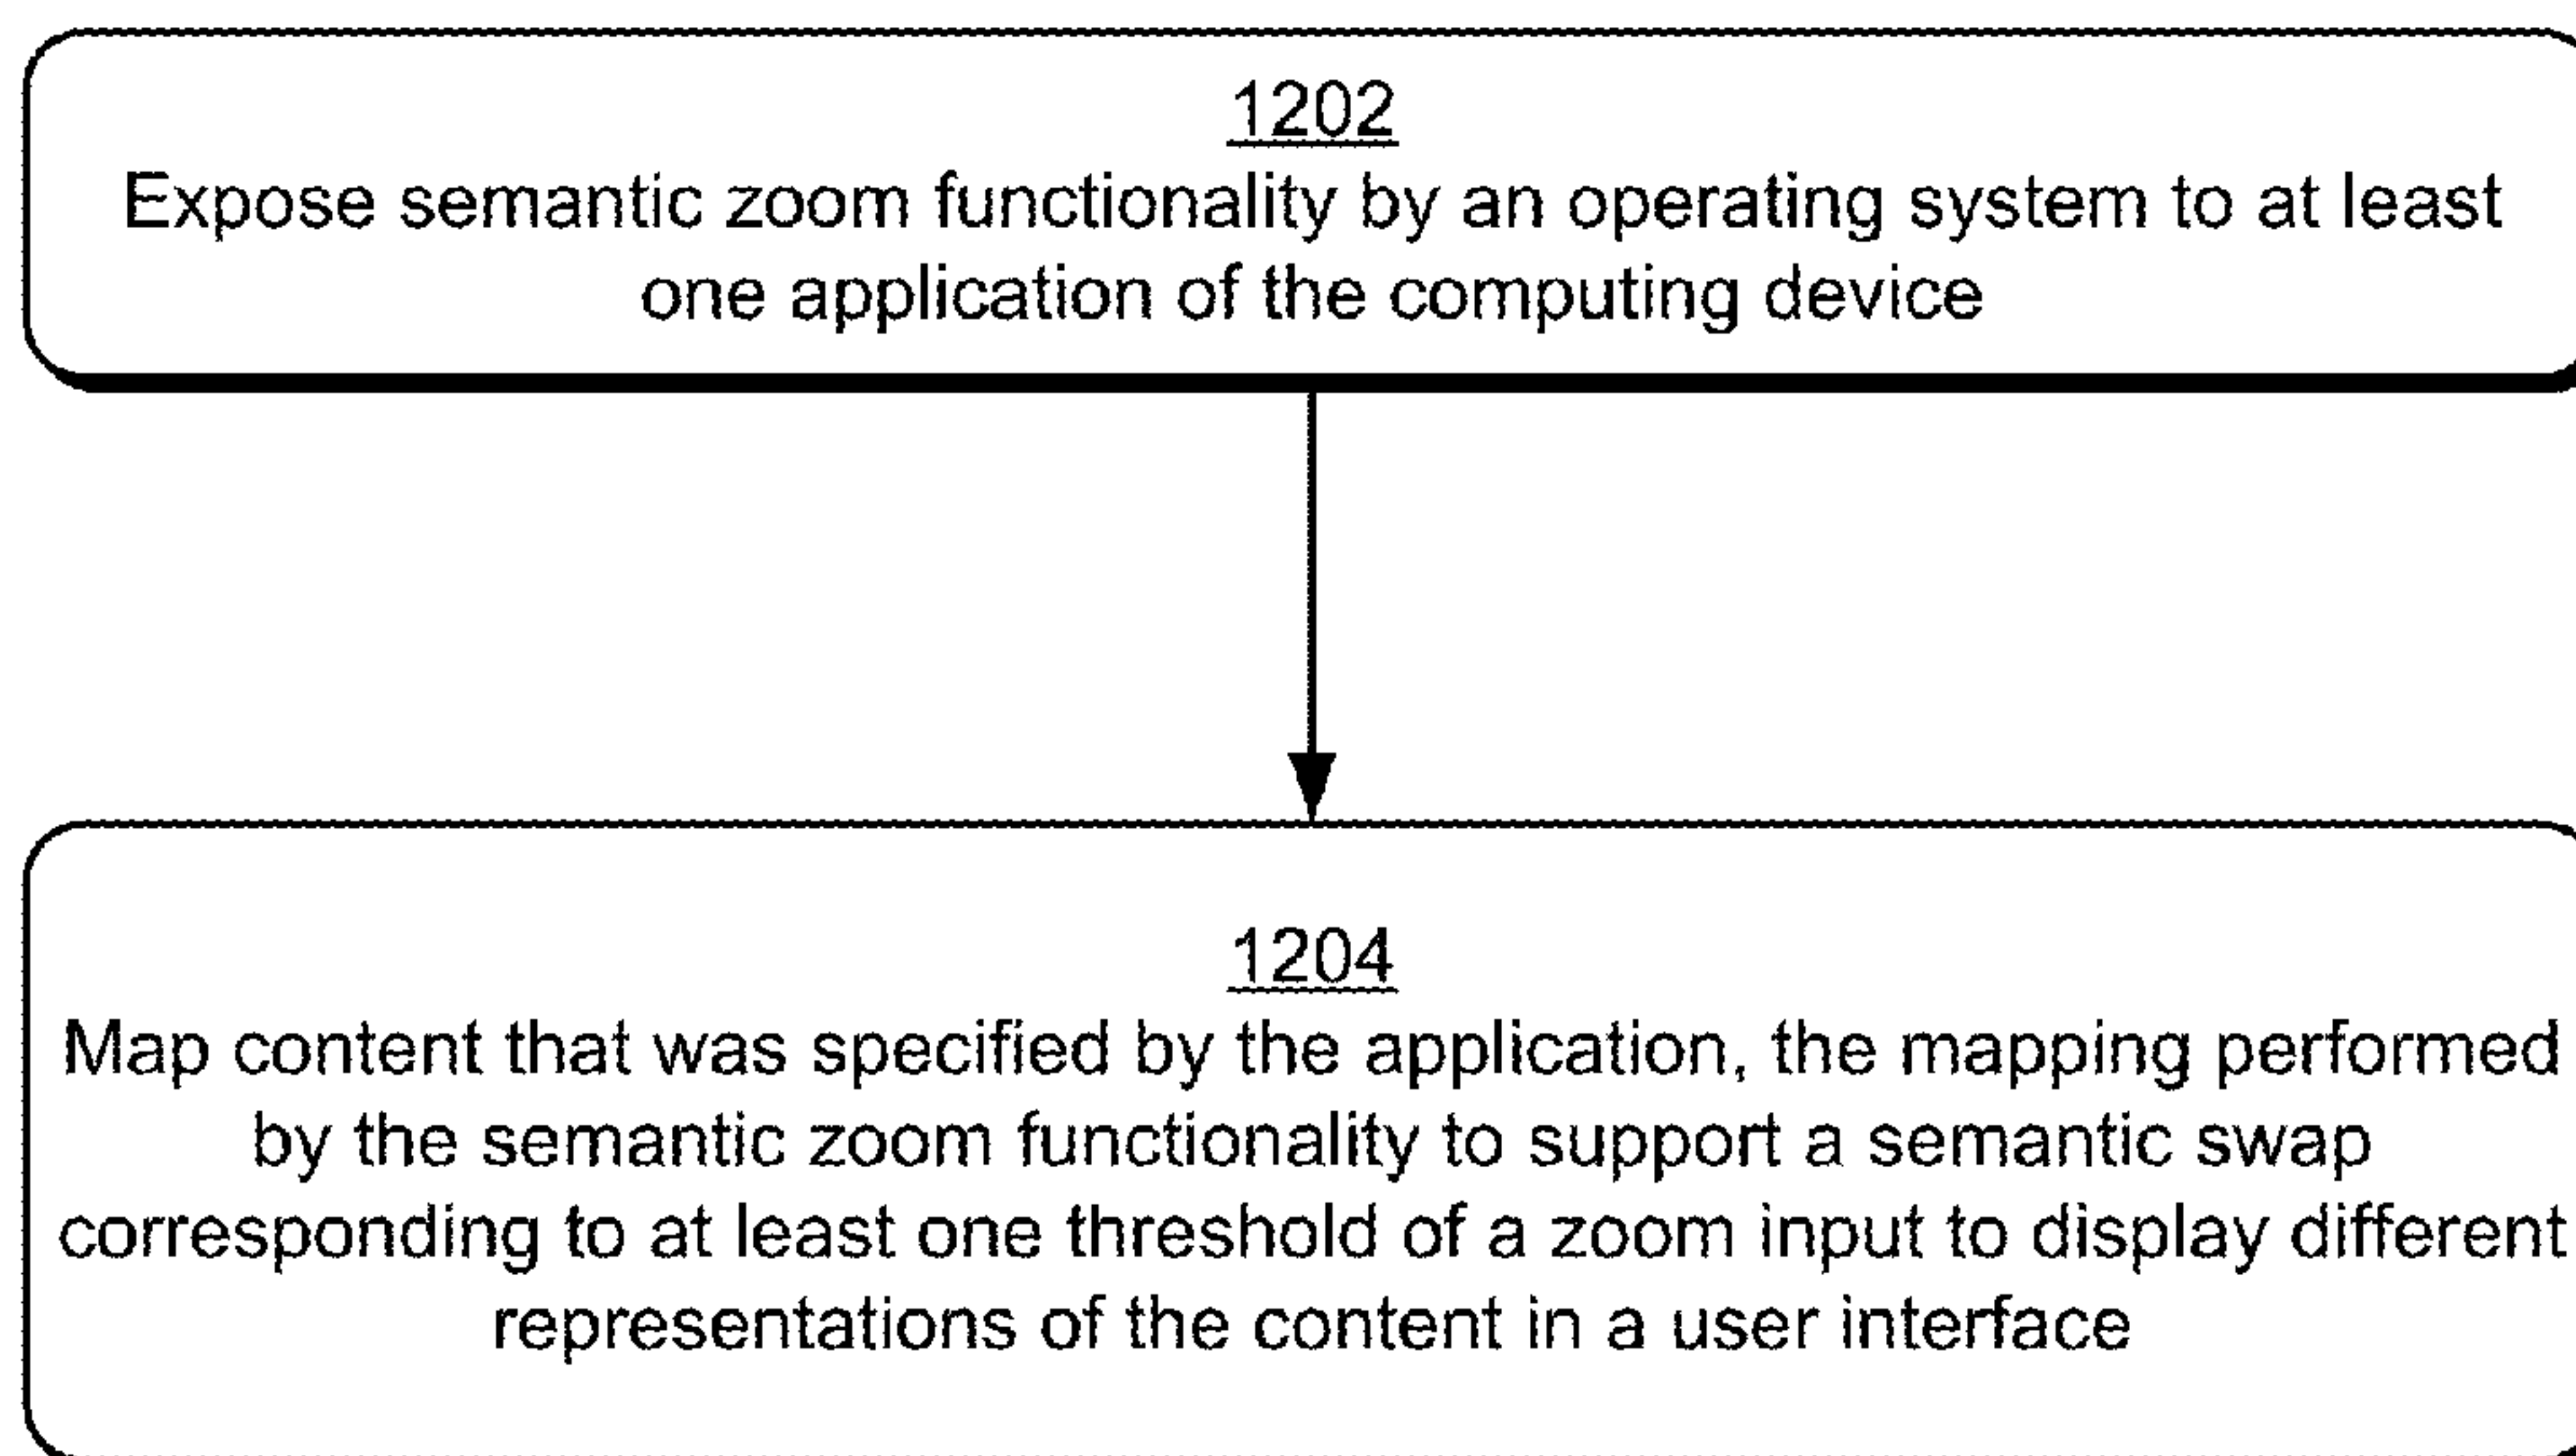 1202
Expose semantic zoom functionality by an operating system to at least
one application of the computing device
1204
Map content that was specified by the application, the mapping performed
by the semantic zoom functionality to support a semantic swap
corresponding to at least one threshold of a zoom input to display different
representations of the content in a user interface